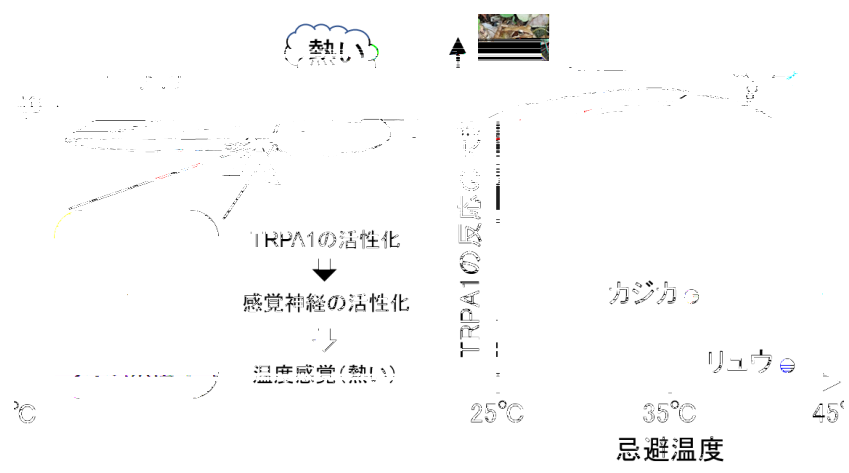 熱い
TRPA1の活性化
感覚神経の活性化
温度感覚(熱い)
TRPA1の反応の
カジカ
リュウ
℃
25℃
35℃
45℃
忌避温度